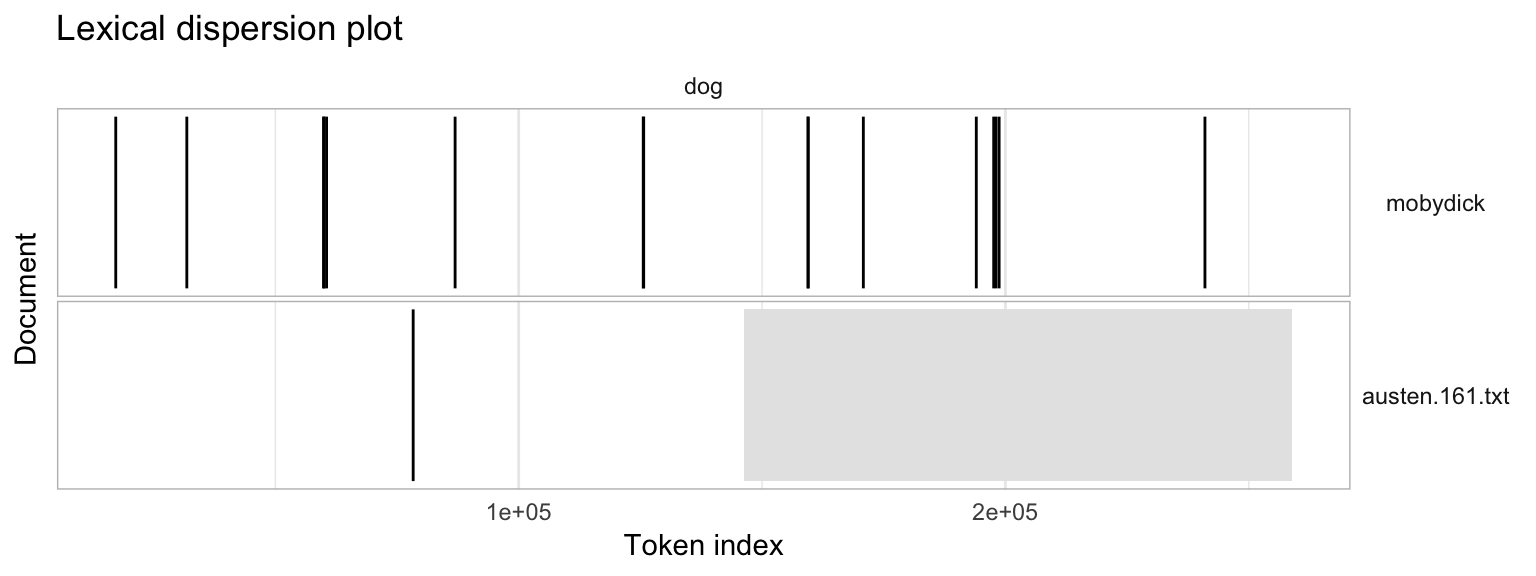 Lexical dispersion plot
dog
mobydick
Document
austen.161.txt
1e+05 2e+05
Token index